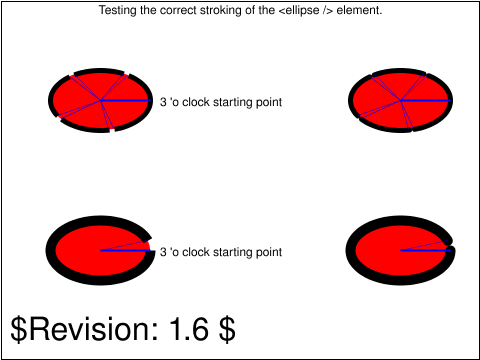 Testing the correct stroking of the <ellipse /> element.
3 'o clock starting point
3 'o clock starting point
$Revision: 1.6 $